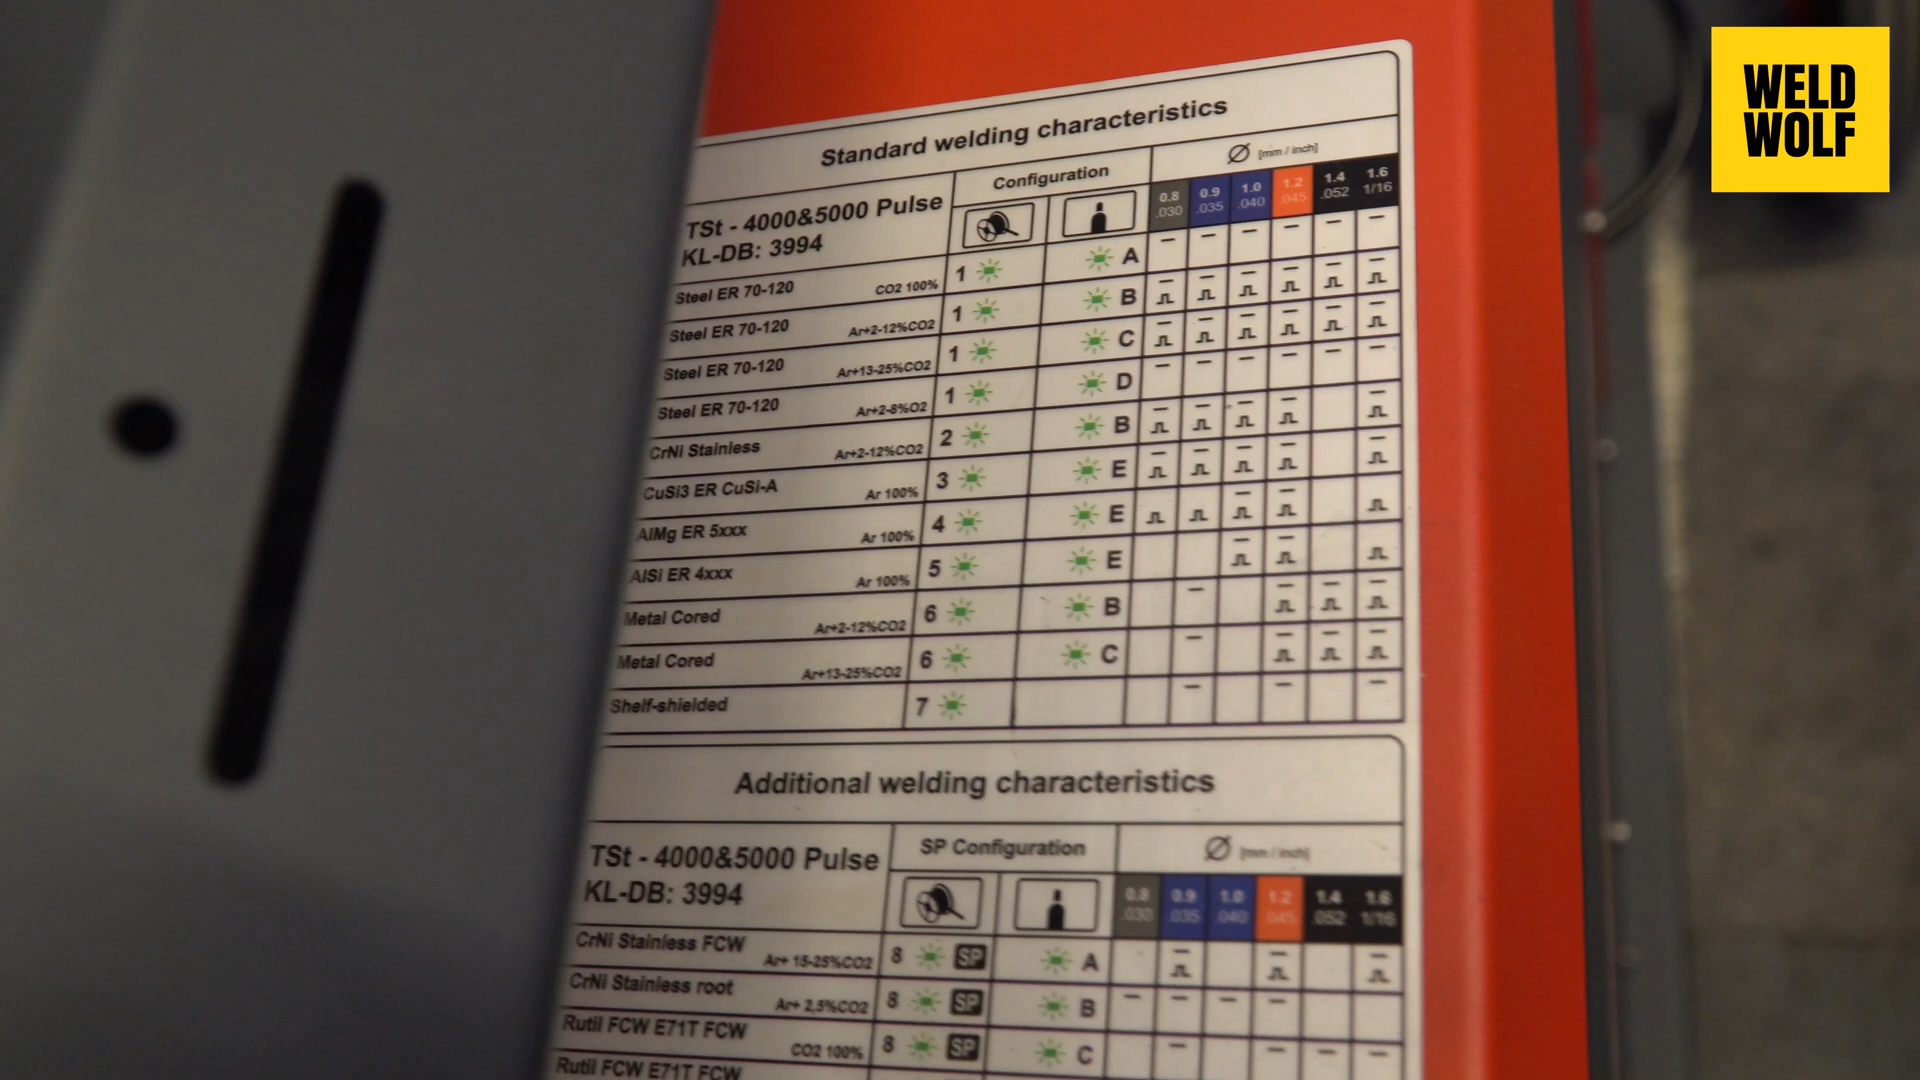 WELD
WOLF
Standard welding characteristics
TSt - 4000&5000 Pulse
KL-DB: 3994
Configuration
Ø [mm / inch]
0.8 0.9 1.0 1.2 1.4 1.6
.030 .035 .040 .045 .052 1/16
Steel ER 70-120 CO2 100% 1 A
Steel ER 70-120 Ar+2-12%CO2 1 B
Steel ER 70-120 Ar+13-25%CO2 1 C
Steel ER 70-120 Ar+2-8%O2 1 D
CrNi Stainless Ar+2-12%CO2 2 B
CuSi3 ER CuSi-A Ar 100% 3 E
AlMg ER 5xxx Ar 100% 4 E
AlSi ER 4xxx Ar 100% 5 E
Metal Cored Ar+2-12%CO2 6 B
Metal Cored Ar+13-25%CO2 6 C
Shelf-shielded 7
Additional welding characteristics
TSt - 4000&5000 Pulse
KL-DB: 3994
SP Configuration
Ø [mm / inch]
0.8 0.9 1.0 1.2 1.4 1.6
.030 .035 .040 .045 .052 1/16
CrNi Stainless FCW Ar+ 15-25%CO2 8 SP A
CrNi Stainless root Ar+ 2,5%CO2 8 SP B
Rutil FCW E71T FCW CO2 100% 8 SP C
Rutil FCW E71T FCW